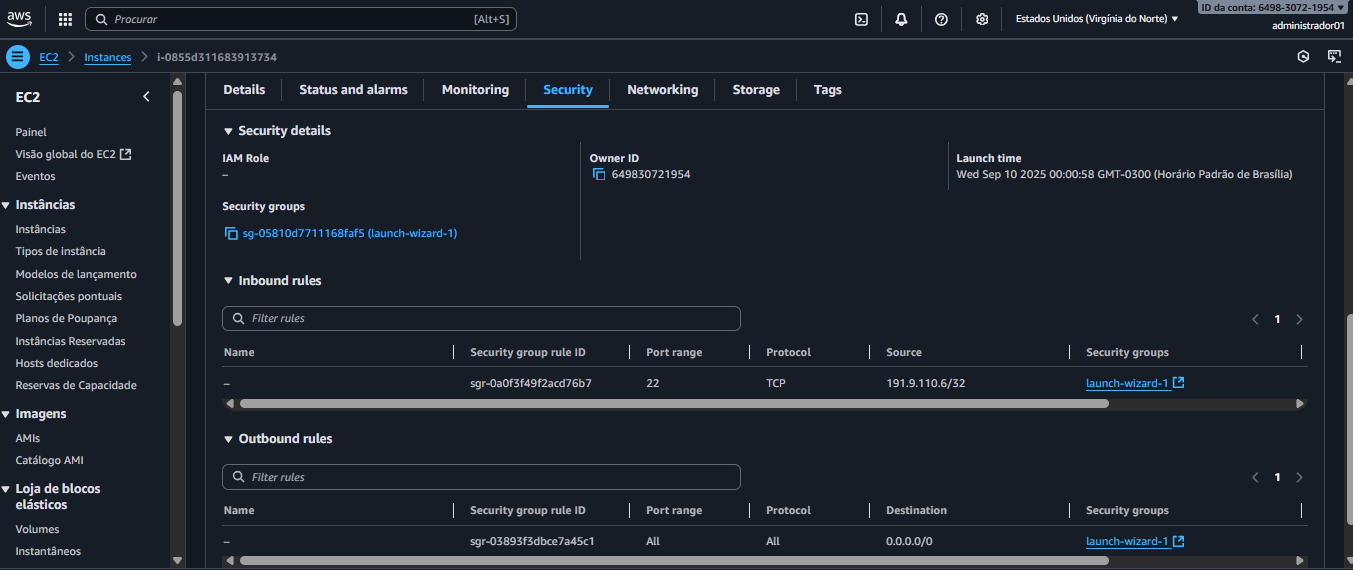 aws
Procurar
[Alt+S]
Estados Unidos (Virgínia do Norte)
ID da conta: 6498-3072-1954
administrador01
EC2
Instances
i-0855d311683913734
EC2
Painel
Visão global do EC2
Eventos
Instâncias
Instâncias
Tipos de instância
Modelos de lançamento
Solicitações pontuais
Planos de Poupança
Instâncias Reservadas
Hosts dedicados
Reservas de Capacidade
Imagens
AMIs
Catálogo AMI
Loja de blocos
elásticos
Volumes
Instantâneos
Details
Status and alarms
Monitoring
Security
Networking
Storage
Tags
Security details
IAM Role
–
Owner ID
649830721954
Launch time
Wed Sep 10 2025 00:00:58 GMT-0300 (Horário Padrão de Brasília)
Security groups
sg-05810d7711168faf5 (launch-wizard-1)
Inbound rules
Filter rules
1
Name Security group rule ID Port range Protocol Source Security groups
– sgr-0a0f3f49f2acd76b7 22 TCP 191.9.110.6/32 launch-wizard-1
Outbound rules
Filter rules
1
Name Security group rule ID Port range Protocol Destination Security groups
– sgr-03893f3dbce7a45c1 All All 0.0.0.0/0 launch-wizard-1